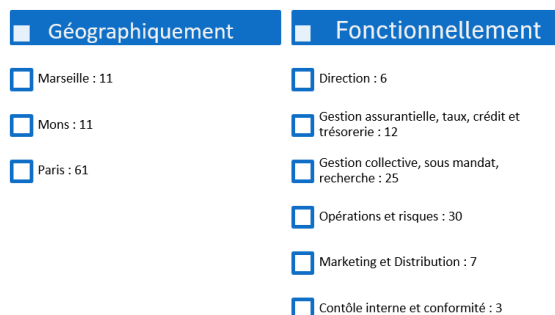 Géographiquement
Marseille : 11
Mons : 11
Paris : 61
Fonctionnellement
Direction : 6
Gestion assurantielle, taux, crédit et
trésorerie : 12
Gestion collective, sous mandat,
recherche : 25
Opérations et risques : 30
Marketing et Distribution : 7
Contôle interne et conformité : 3